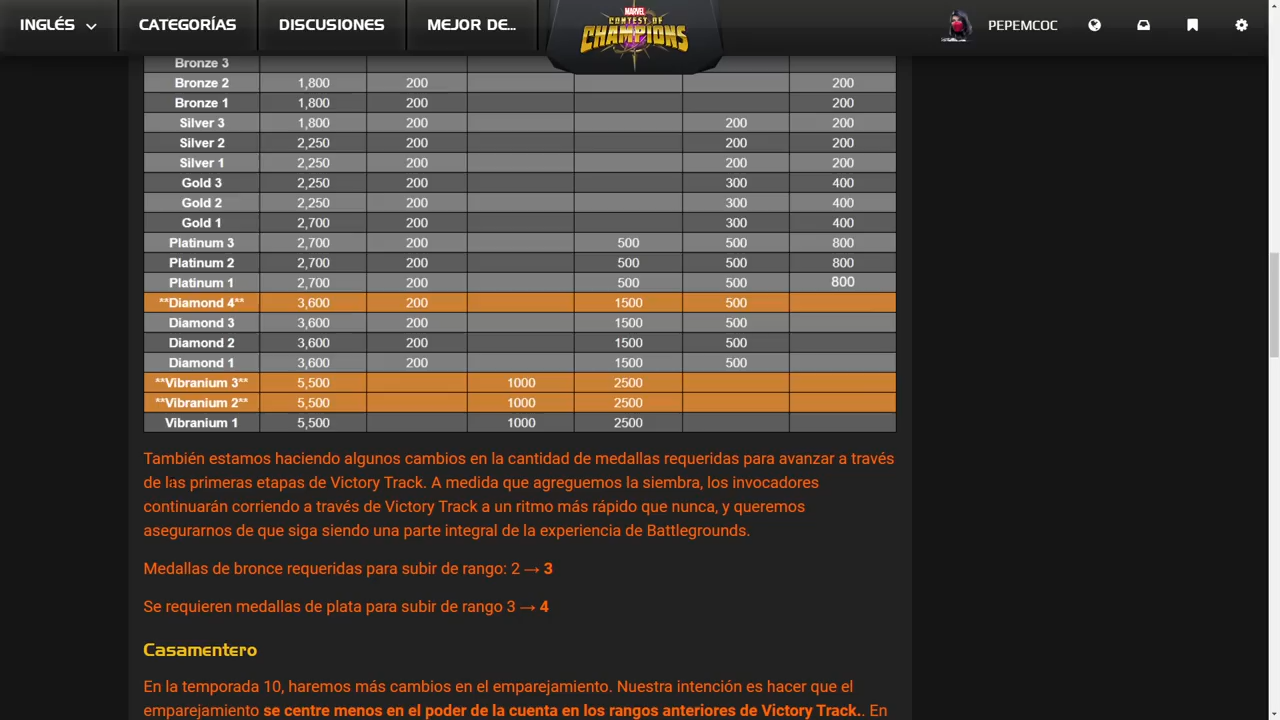 INGLÉS CATEGORÍAS DISCUSIONES MEJOR DE... MARVEL CONTEST OF CHAMPIONS PEPEMCOC
Bronze 3
Bronze 2 1,800 200 200
Bronze 1 1,800 200 200
Silver 3 1,800 200 200 200
Silver 2 2,250 200 200 200
Silver 1 2,250 200 200 200
Gold 3 2,250 200 300 400
Gold 2 2,250 200 300 400
Gold 1 2,700 200 300 400
Platinum 3 2,700 200 500 500 800
Platinum 2 2,700 200 500 500 800
Platinum 1 2,700 200 500 500 800
**Diamond 4** 3,600 200 1500 500
Diamond 3 3,600 200 1500 500
Diamond 2 3,600 200 1500 500
Diamond 1 3,600 200 1500 500
**Vibranium 3** 5,500 1000 2500
**Vibranium 2** 5,500 1000 2500
Vibranium 1 5,500 1000 2500
También estamos haciendo algunos cambios en la cantidad de medallas requeridas para avanzar a través
de las primeras etapas de Victory Track. A medida que agreguemos la siembra, los invocadores
continuarán corriendo a través de Victory Track a un ritmo más rápido que nunca, y queremos
asegurarnos de que siga siendo una parte integral de la experiencia de Battlegrounds.
Medallas de bronce requeridas para subir de rango: 2 → 3
Se requieren medallas de plata para subir de rango 3 → 4
Casamentero
En la temporada 10, haremos más cambios en el emparejamiento. Nuestra intención es hacer que el
emparejamiento se centre menos en el poder de la cuenta en los rangos anteriores de Victory Track.. En